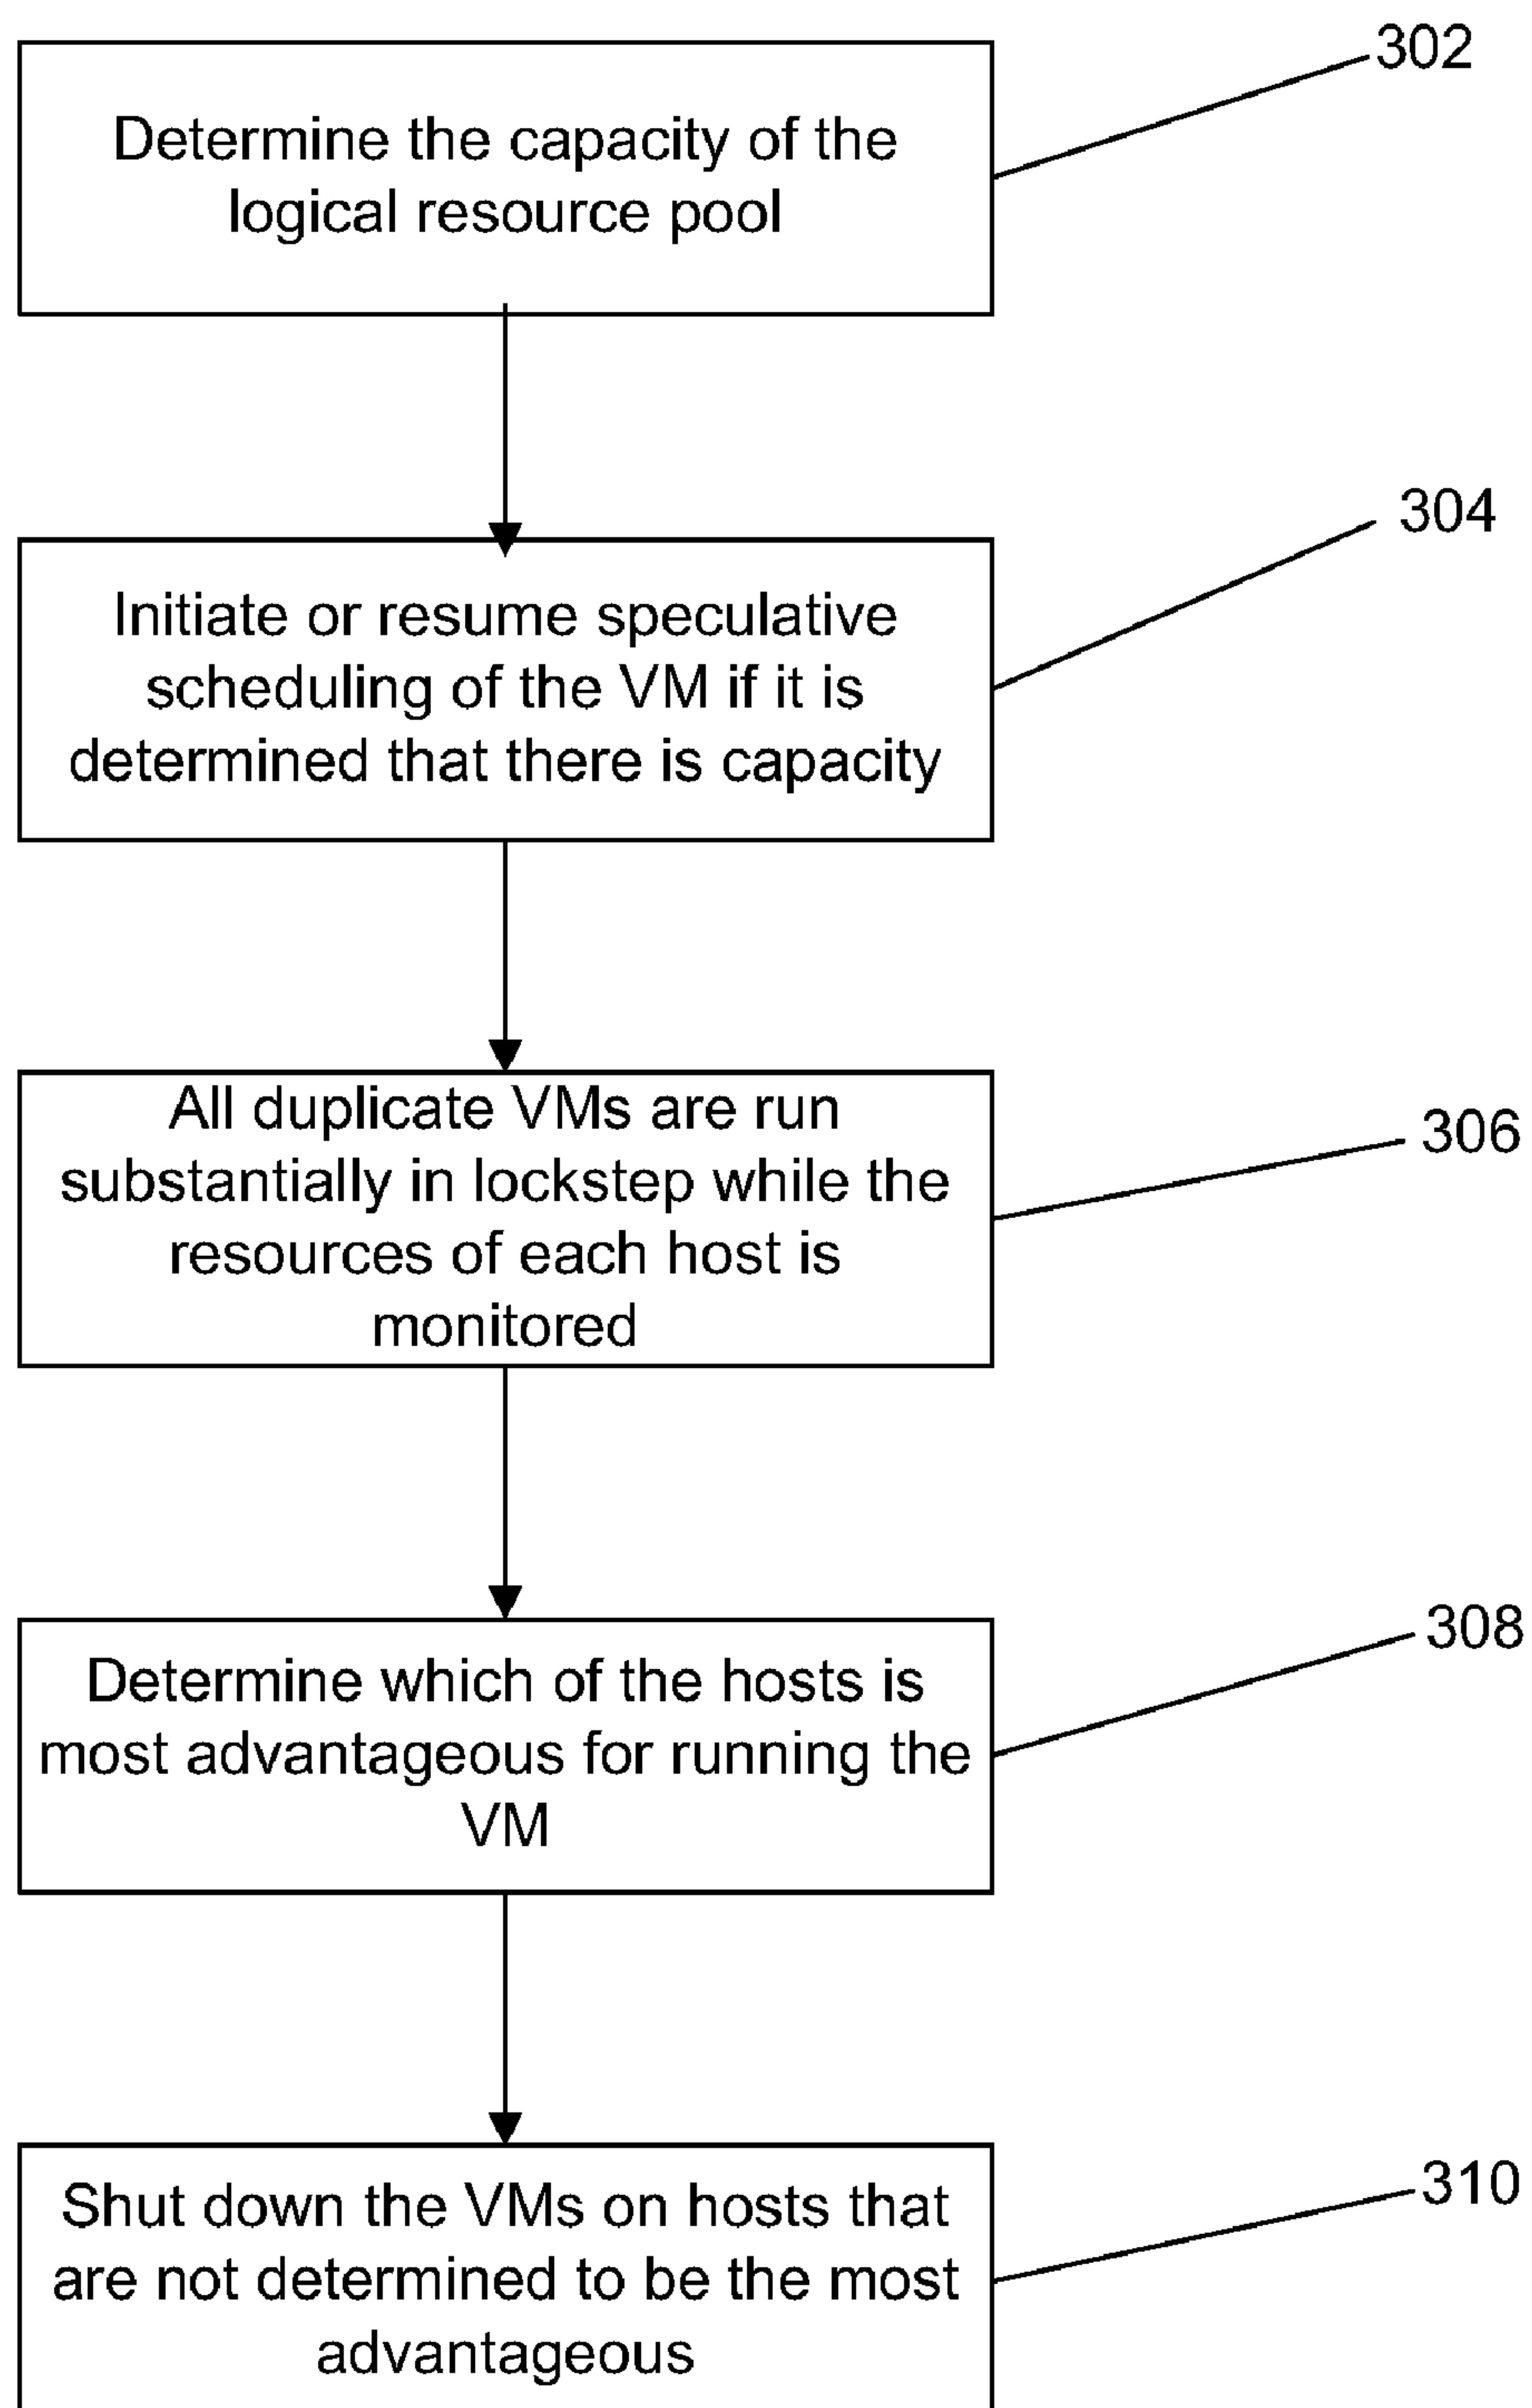 302
Determine the capacity of the
logical resource pool
304
Initiate or resume speculative
scheduling of the VM if it is
determined that there is capacity
306
All duplicate VMs are run
substantially in lockstep while the
resources of each host is
monitored
308
Determine which of the hosts is
most advantageous for running the
VM
310
Shut down the VMs on hosts that
are not determined to be the most
advantageous